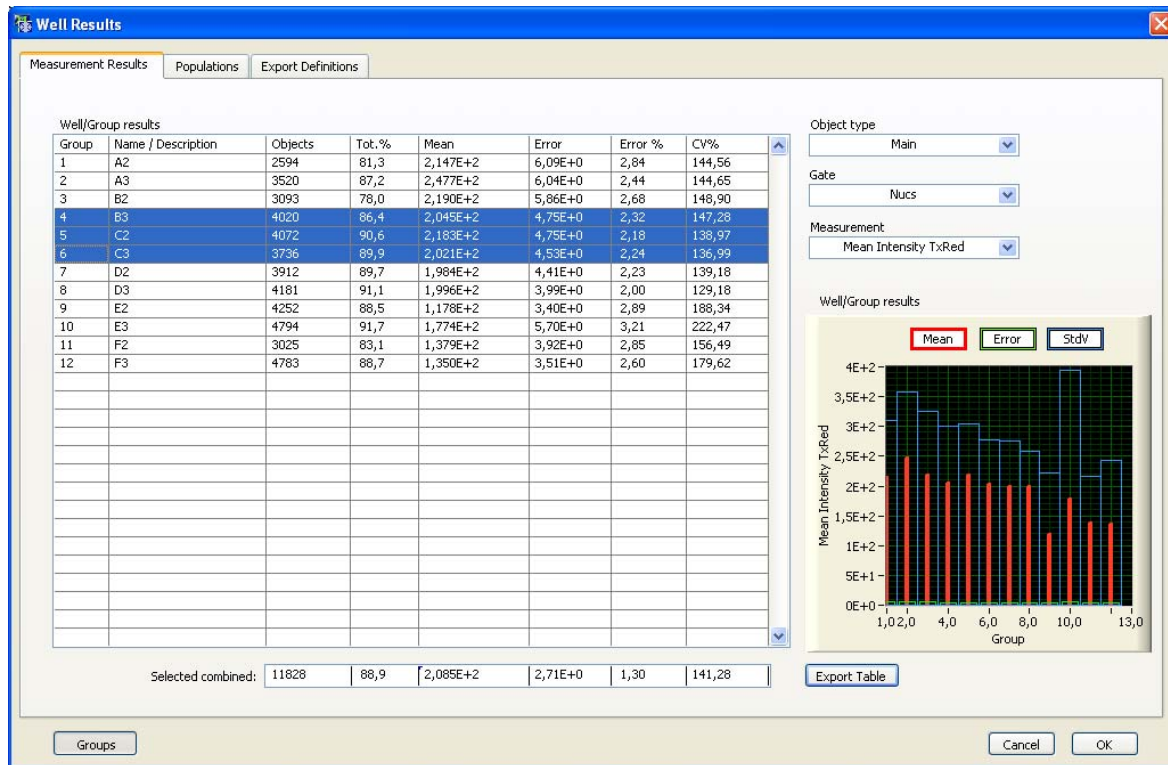 Well Results
Measurement Results Populations Export Definitions
Well/Group results
Group Name / Description Objects Tot.% Mean Error Error % CV%
1 A2 2594 81,3 2,147E+2 6,09E+0 2,84 144,56
2 A3 3520 87,2 2,477E+2 6,04E+0 2,44 144,65
3 B2 3093 78,0 2,190E+2 5,86E+0 2,68 148,90
4 B3 4020 86,4 2,045E+2 4,75E+0 2,32 147,28
5 C2 4072 90,6 2,183E+2 4,75E+0 2,18 138,97
6 C3 3736 89,9 2,021E+2 4,53E+0 2,24 136,99
7 D2 3912 89,7 1,984E+2 4,41E+0 2,23 139,18
8 D3 4181 91,1 1,996E+2 3,99E+0 2,00 129,18
9 E2 4252 88,5 1,178E+2 3,40E+0 2,89 188,34
10 E3 4794 91,7 1,774E+2 5,70E+0 3,21 222,47
11 F2 3025 83,1 1,379E+2 3,92E+0 2,85 156,49
12 F3 4783 88,7 1,350E+2 3,51E+0 2,60 179,62
Selected combined: 11828 88,9 2,085E+2 2,71E+0 1,30 141,28
Object type
Main
Gate
Nucs
Measurement
Mean Intensity TxRed
Well/Group results
Mean Error StdV
Mean Intensity TxRed
4E+2
3,5E+2
3E+2
2,5E+2
2E+2
1,5E+2
1E+2
5E+1
0E+0
1,0 2,0 4,0 6,0 8,0 10,0 13,0
Group
Export Table
Groups Cancel OK